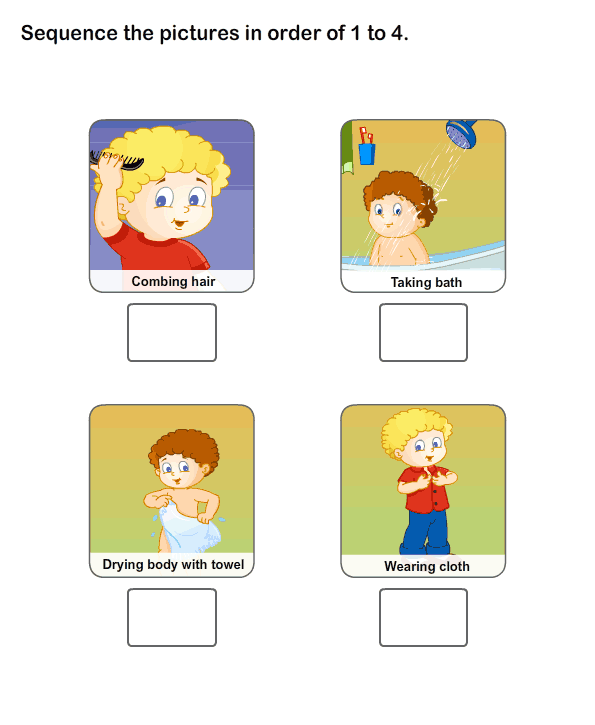 Sequence the pictures in order of 1 to 4.
Combing hair
Taking bath
Drying body with towel
Wearing cloth